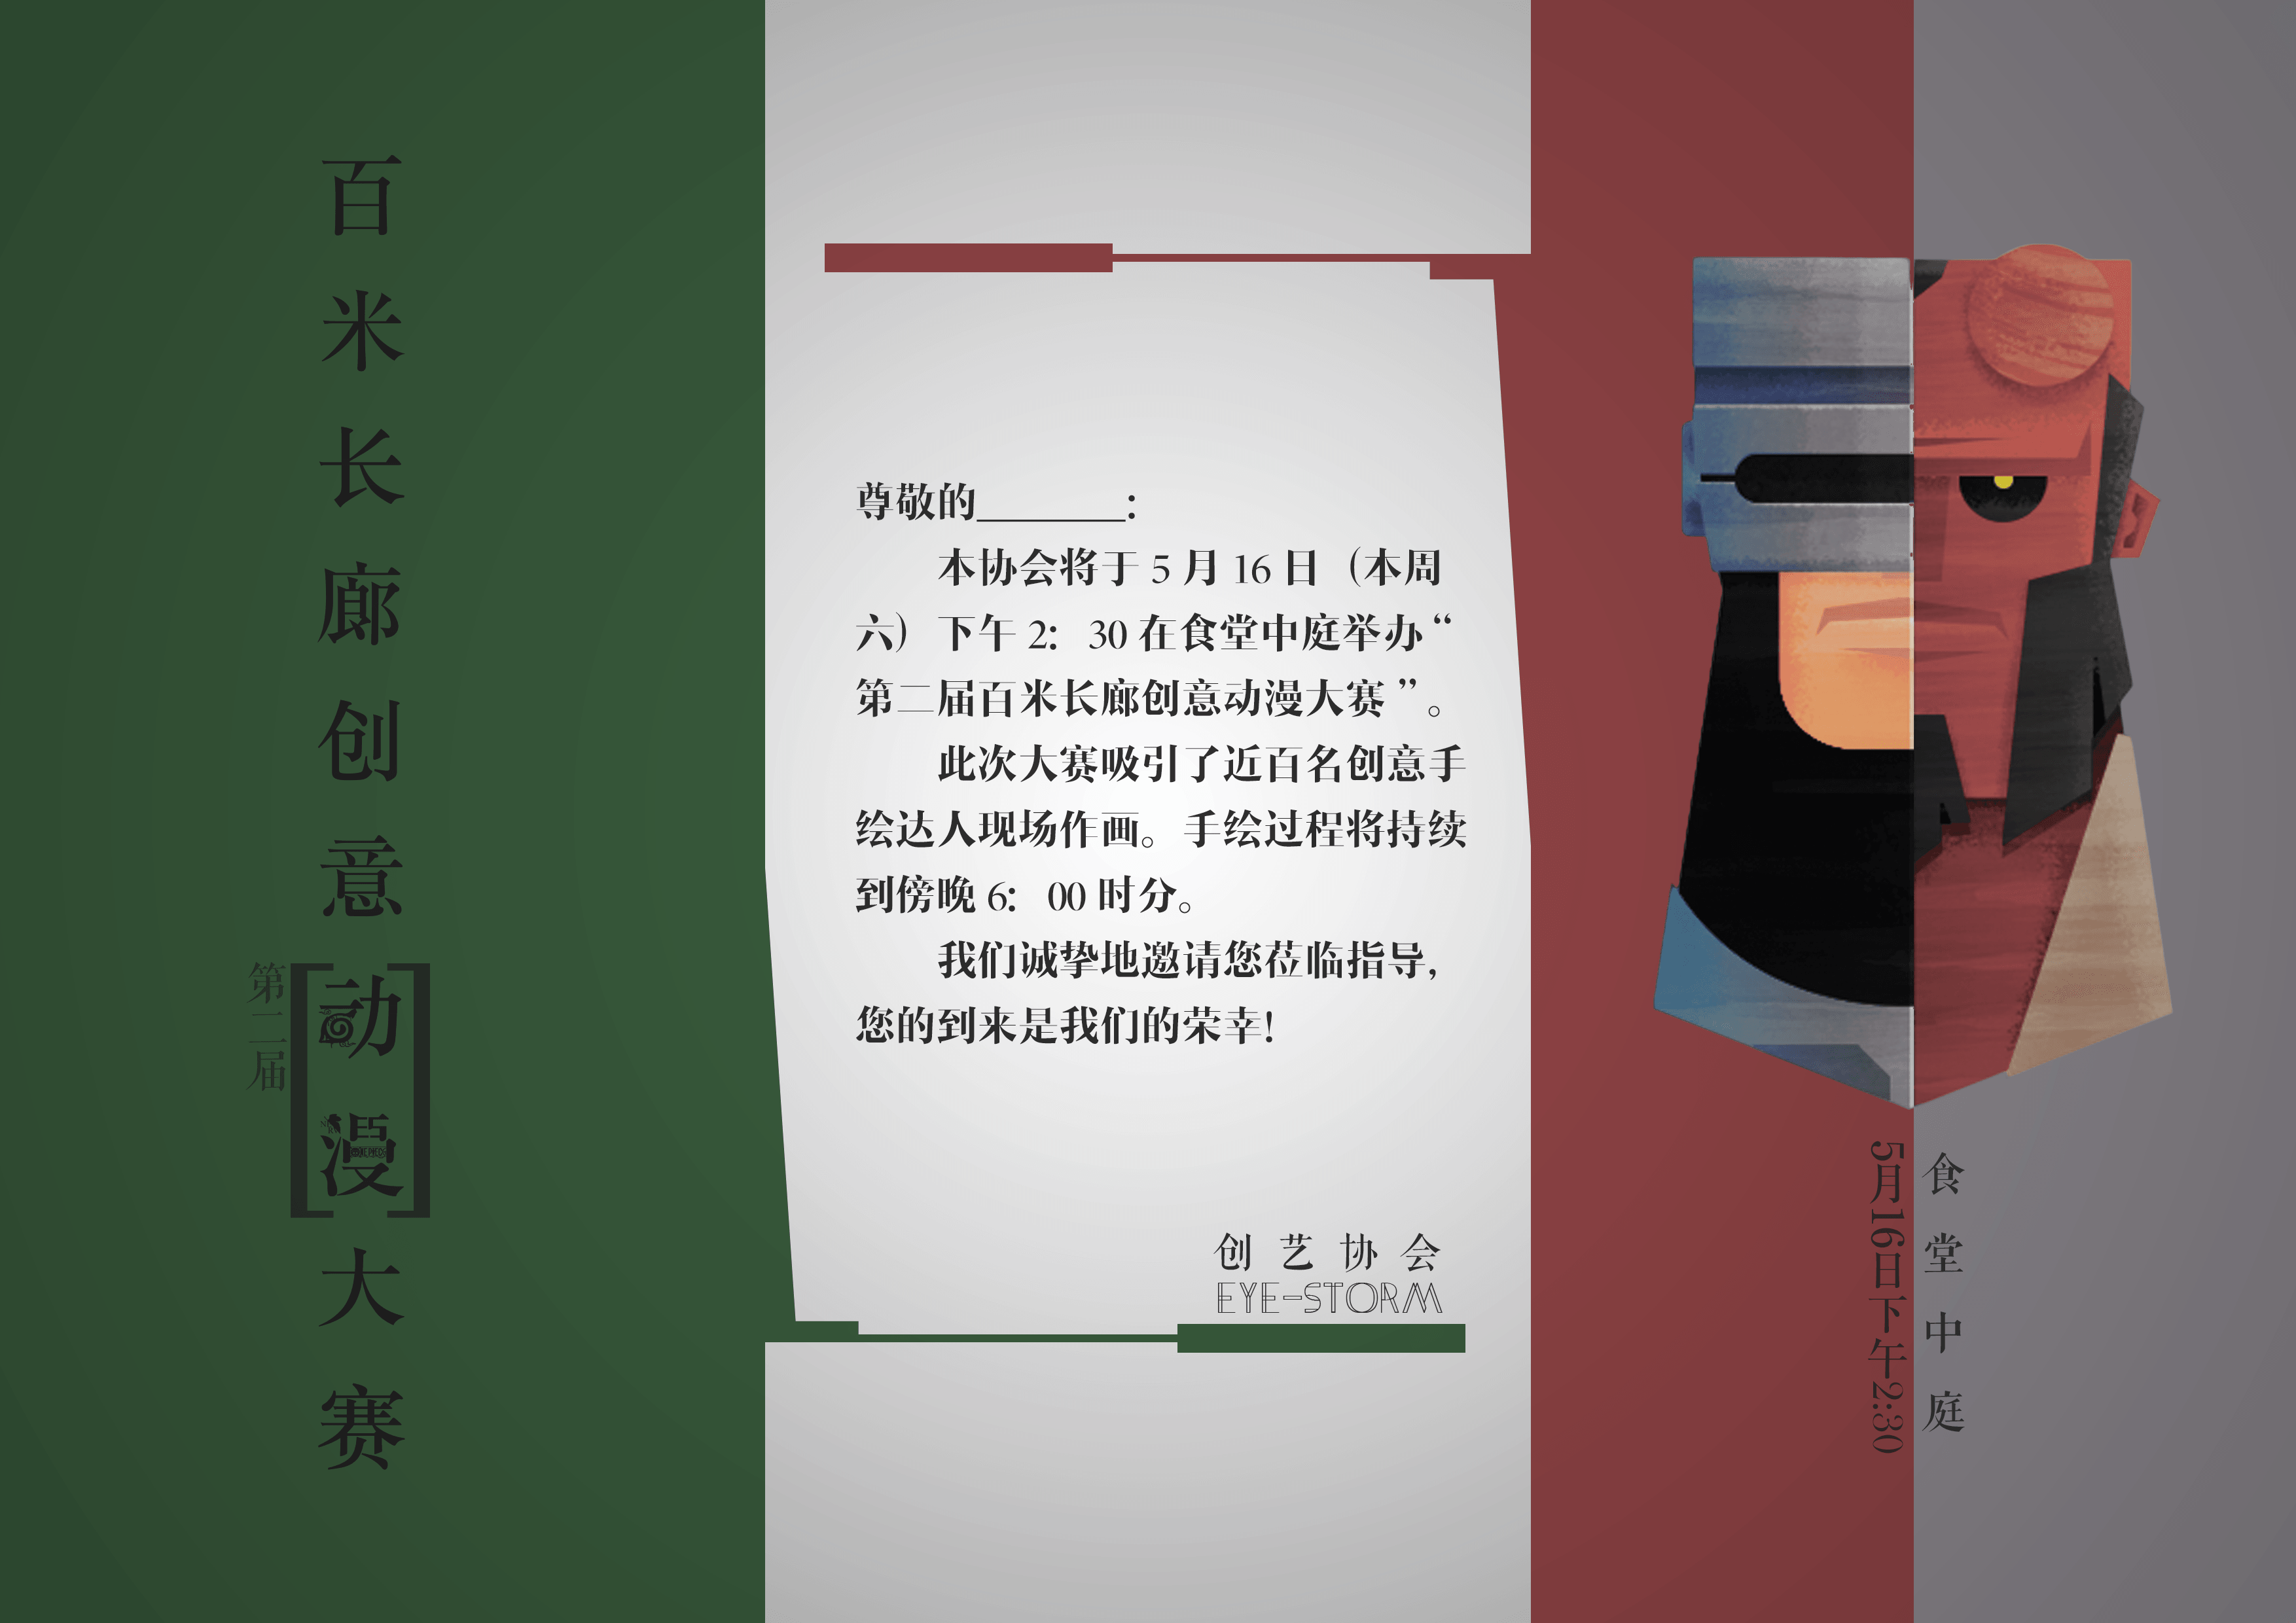 百米长廊创意动漫大赛
第二届
尊敬的_______：
本协会将于 5 月 16 日（本周
六）下午 2：30 在食堂中庭举办“
第二届百米长廊创意动漫大赛 ”。
此次大赛吸引了近百名创意手
绘达人现场作画。手绘过程将持续
到傍晚 6：00 时分。
我们诚挚地邀请您莅临指导，
您的到来是我们的荣幸！
创艺协会
EYE-STORM
5月16日下午2:30
食堂中庭